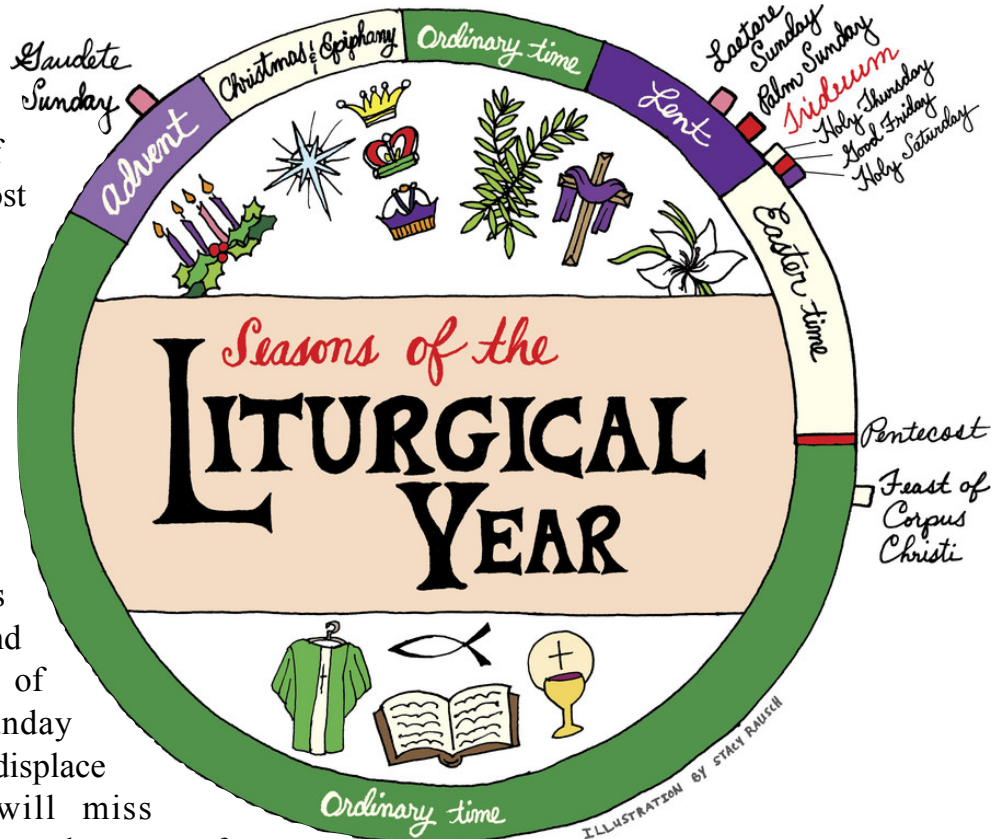 Gaudete
Sunday
Advent
Christmas & Epiphany
Ordinary time
Lent
Laetare
Sunday
Palm Sunday
Triduum
Holy Thursday
Good Friday
Holy Saturday
Easter time
Pentecost
Feast of
Corpus
Christi
Seasons of the
LITURGICAL
YEAR
Ordinary time
ILLUSTRATION BY STACY RAUSCH
f
ost
s
nd
of
nday
displace
will miss